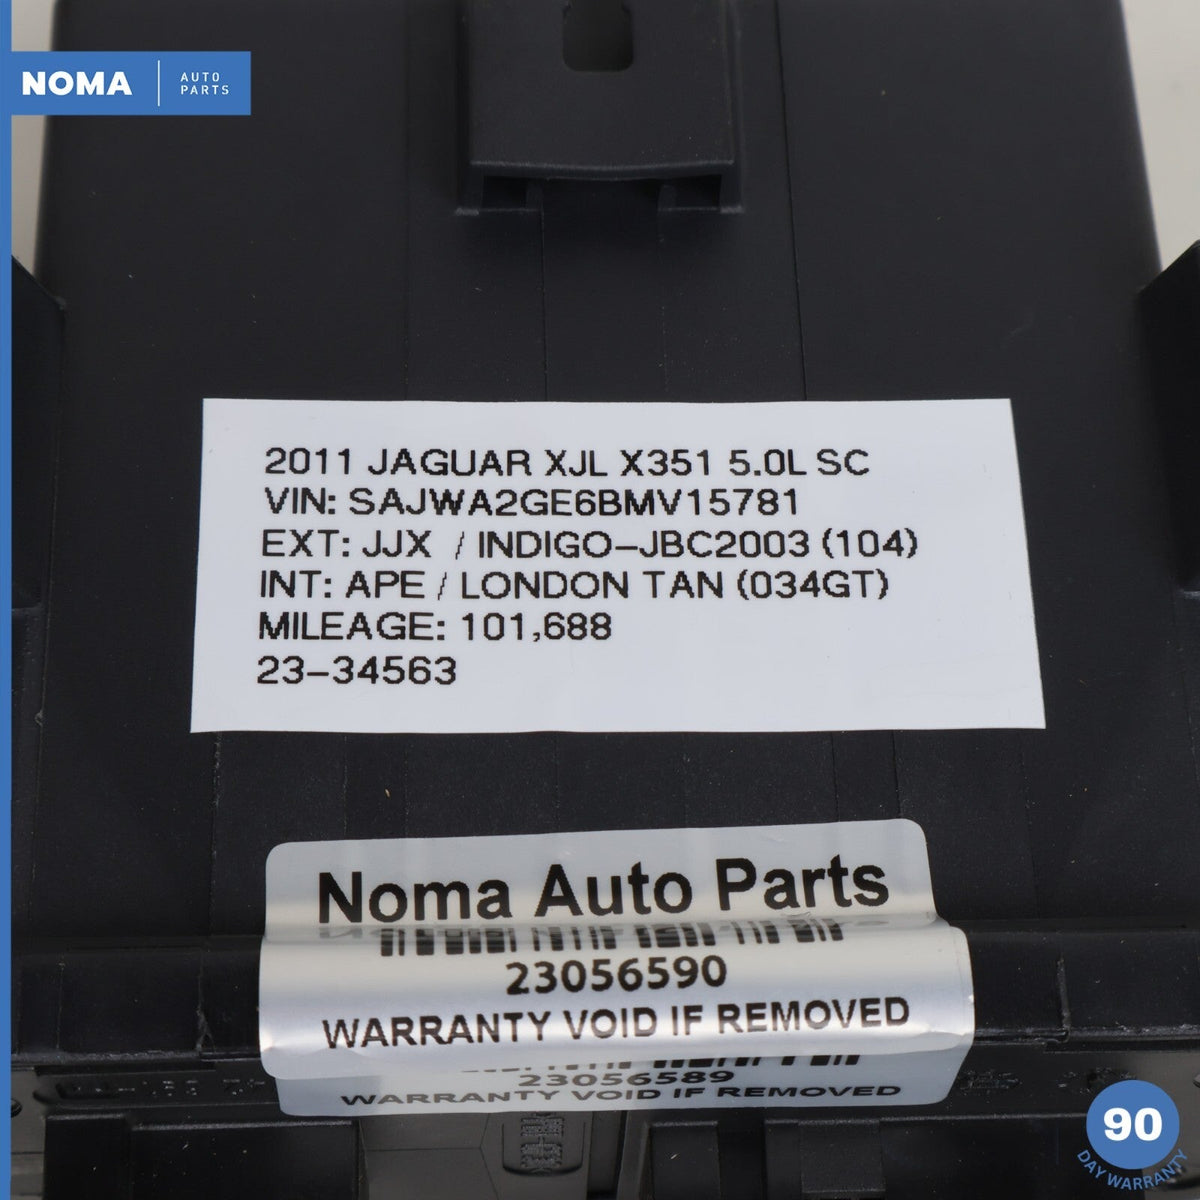 NOMA AUTO PARTS
2011 JAGUAR XJL X351 5.0L SC
VIN: SAJWA2GE6BMV15781
EXT: JJX / INDIGO-JBC2003 (104)
INT: APE / LONDON TAN (034GT)
MILEAGE: 101,688
23-34563
Noma Auto Parts
23056590
WARRANTY VOID IF REMOVED
23056589
WARRANTY VOID IF REMOVED
90
DAY WARRANTY